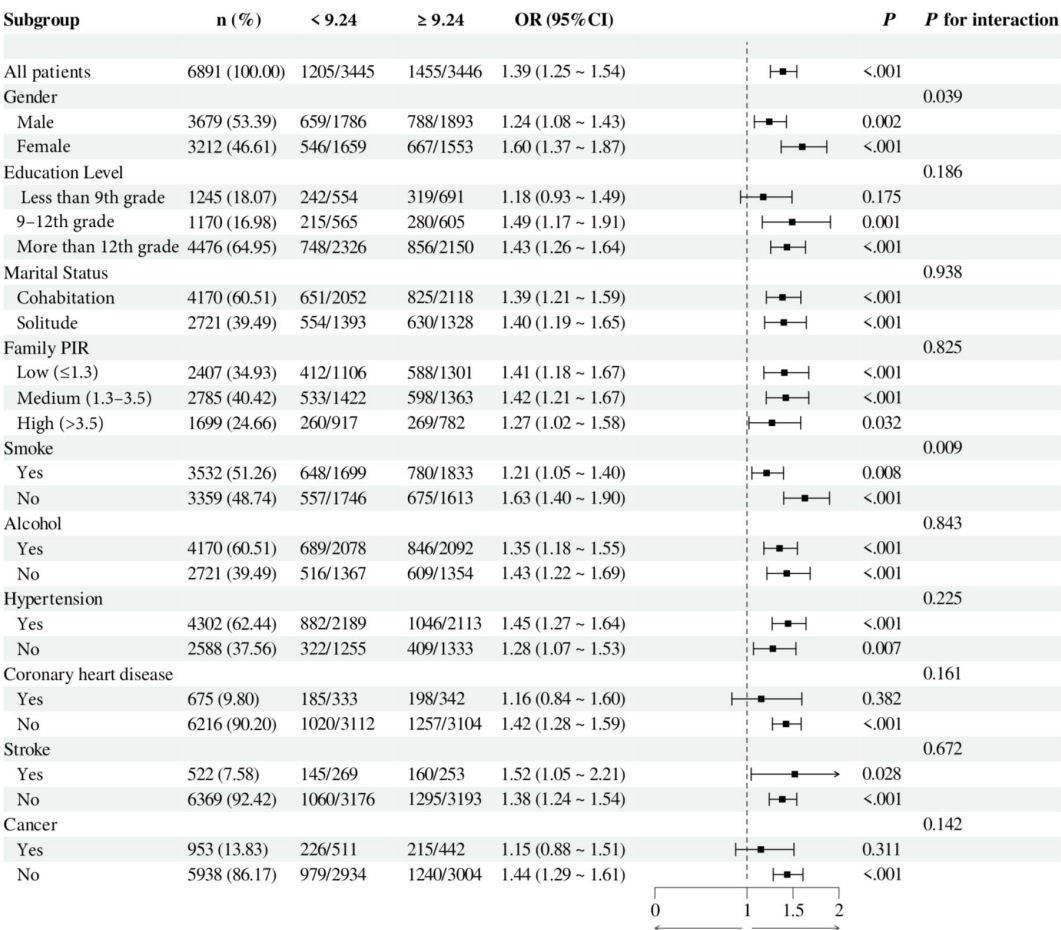 Subgroup n (%) < 9.24 ≥ 9.24 OR (95%CI) P P for interaction
All patients 6891 (100.00) 1205/3445 1455/3446 1.39 (1.25 ~ 1.54) <.001
Gender 0.039
Male 3679 (53.39) 659/1786 788/1893 1.24 (1.08 ~ 1.43) 0.002
Female 3212 (46.61) 546/1659 667/1553 1.60 (1.37 ~ 1.87) <.001
Education Level 0.186
Less than 9th grade 1245 (18.07) 242/554 319/691 1.18 (0.93 ~ 1.49) 0.175
9–12th grade 1170 (16.98) 215/565 280/605 1.49 (1.17 ~ 1.91) 0.001
More than 12th grade 4476 (64.95) 748/2326 856/2150 1.43 (1.26 ~ 1.64) <.001
Marital Status 0.938
Cohabitation 4170 (60.51) 651/2052 825/2118 1.39 (1.21 ~ 1.59) <.001
Solitude 2721 (39.49) 554/1393 630/1328 1.40 (1.19 ~ 1.65) <.001
Family PIR 0.825
Low (≤1.3) 2407 (34.93) 412/1106 588/1301 1.41 (1.18 ~ 1.67) <.001
Medium (1.3–3.5) 2785 (40.42) 533/1422 598/1363 1.42 (1.21 ~ 1.67) <.001
High (>3.5) 1699 (24.66) 260/917 269/782 1.27 (1.02 ~ 1.58) 0.032
Smoke 0.009
Yes 3532 (51.26) 648/1699 780/1833 1.21 (1.05 ~ 1.40) 0.008
No 3359 (48.74) 557/1746 675/1613 1.63 (1.40 ~ 1.90) <.001
Alcohol 0.843
Yes 4170 (60.51) 689/2078 846/2092 1.35 (1.18 ~ 1.55) <.001
No 2721 (39.49) 516/1367 609/1354 1.43 (1.22 ~ 1.69) <.001
Hypertension 0.225
Yes 4302 (62.44) 882/2189 1046/2113 1.45 (1.27 ~ 1.64) <.001
No 2588 (37.56) 322/1255 409/1333 1.28 (1.07 ~ 1.53) 0.007
Coronary heart disease 0.161
Yes 675 (9.80) 185/333 198/342 1.16 (0.84 ~ 1.60) 0.382
No 6216 (90.20) 1020/3112 1257/3104 1.42 (1.28 ~ 1.59) <.001
Stroke 0.672
Yes 522 (7.58) 145/269 160/253 1.52 (1.05 ~ 2.21) 0.028
No 6369 (92.42) 1060/3176 1295/3193 1.38 (1.24 ~ 1.54) <.001
Cancer 0.142
Yes 953 (13.83) 226/511 215/442 1.15 (0.88 ~ 1.51) 0.311
No 5938 (86.17) 979/2934 1240/3004 1.44 (1.29 ~ 1.61) <.001
0 1 1.5 2